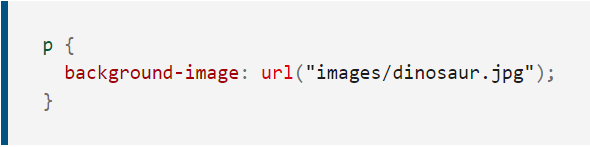 p {
  background-image: url("images/dinosaur.jpg");
}